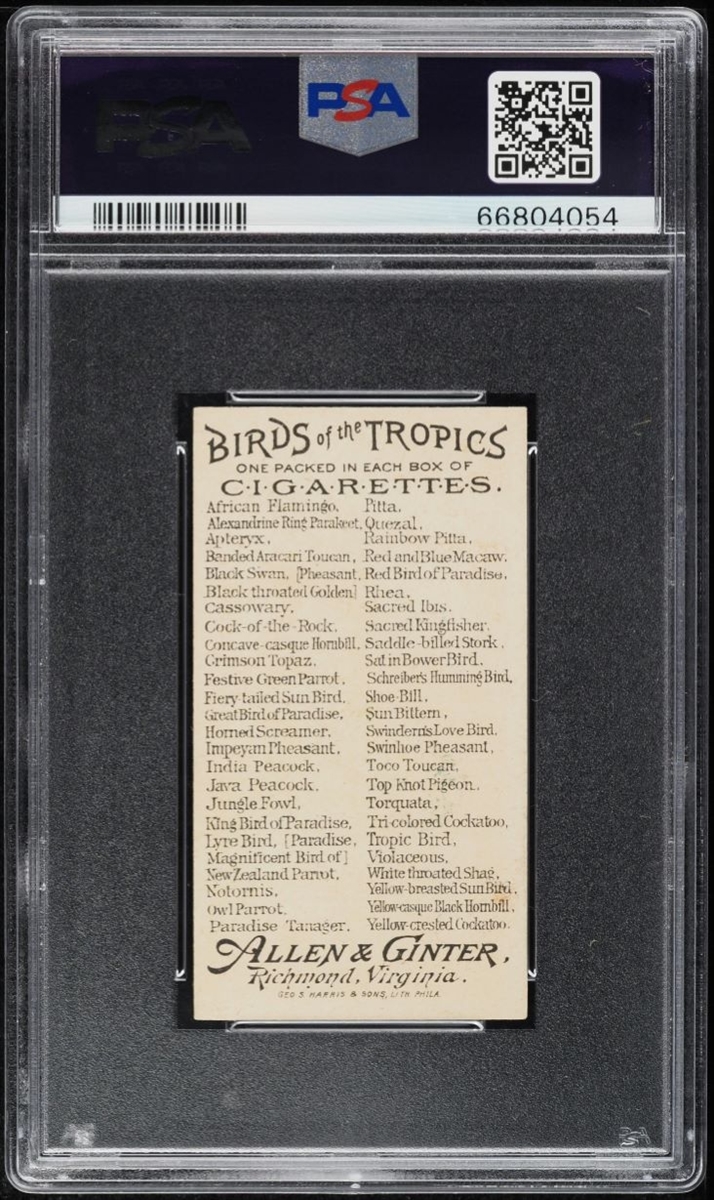 PSA
PSA
66804054
BIRDS of the TROPICS
ONE PACKED IN EACH BOX OF
C·I·G·A·R·E·T·T·E·S.
African Flamingo.
Alexandrine Ring Parakeet,
Apteryx,
Banded Aracari Toucan,
Black Swan, [Pheasant,
Black throated Golden]
Cassowary.
Cock-of-the-Rock.
Concave-casque Hornbill.
Crimson Topaz.
Festive Green Parrot.
Fiery-tailed Sun Bird.
Great Bird of Paradise,
Horned Screamer.
Impeyan Pheasant,
India Peacock,
Java Peacock.
Jungle Fowl,
King Bird of Paradise,
Lyre Bird, [Paradise,
Magnificent Bird of]
New Zealand Parrot.
Notornis.
Owl Parrot.
Paradise Tanager.
Pitta.
Quezal.
Rainbow Pitta,
Red and Blue Macaw.
Red Bird of Paradise,
Rhea,
Sacred Ibis.
Sacred Kingfisher.
Saddle-billed Stork,
Satin Bower Bird.
Schreiber's Humming Bird,
Shoe-Bill,
Sun Bittern,
Swindern's Love Bird.
Swinhoe Pheasant,
Toco Toucan,
Top Knot Pigeon.
Torquata,
Tri-colored Cockatoo,
Tropic Bird,
Violaceous,
White throated Shag,
Yellow-breasted Sun Bird.
Yellow-casque Black Hornbill,
Yellow-crested Cockatoo.
ALLEN & GINTER,
Richmond, Virginia.
GEO. S. HARRIS & SONS, LITH. PHILA.